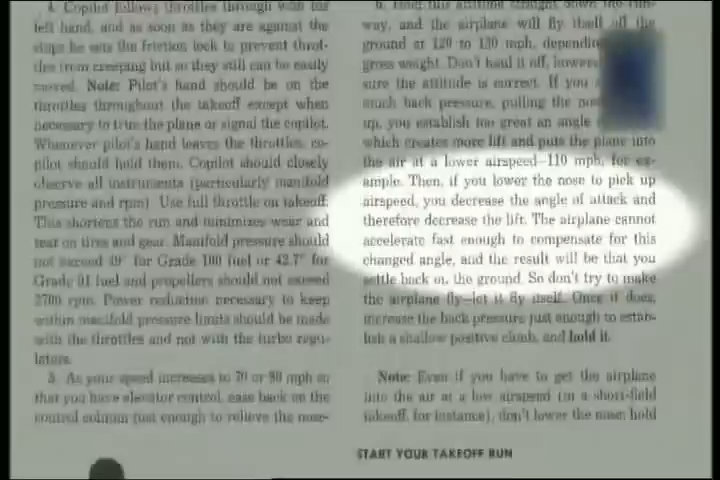 4. Copilot follows throttles through with his
left hand, and as soon as they are against the
stops he sets the friction lock to prevent throt-
tles from creeping but so they still can be easily
moved. Note: Pilot's hand should be on the
throttles throughout the takeoff except when
necessary to trim the plane or signal the copilot.
Whenever pilot's hand leaves the throttles, co-
pilot should hold them. Copilot should closely
observe all instruments (particularly manifold
pressure and rpm). Use full throttle on takeoff.
This shortens the run and minimizes wear and
tear on tires and gear. Manifold pressure should
not exceed 49" for Grade 100 fuel or 42.7" for
Grade 91 fuel and propellers should not exceed
2700 rpm. Power reduction necessary to keep
within manifold pressure limits should be made
with the throttles and not with the turbo regu-
lators.
5. As your speed increases to 70 or 80 mph so
that you have elevator control, ease back on the
control column just enough to relieve the nose-
6. Hold this attitude straight down the run-
way, and the airplane will fly itself off the
ground at 120 to 130 mph, depending
gross weight. Don't haul it off, however
sure the attitude is correct. If you
much back pressure, pulling the nose
up, you establish too great an angle
which creates more lift and puts the plane into
the air at a lower airspeed—110 mph, for ex-
ample. Then, if you lower the nose to pick up
airspeed, you decrease the angle of attack and
therefore decrease the lift. The airplane cannot
accelerate fast enough to compensate for this
changed angle, and the result will be that you
settle back on the ground. So don't try to make
the airplane fly—let it fly itself. Once it does,
increase the back pressure just enough to estab-
lish a shallow positive climb, and hold it.
Note: Even if you have to get the airplane
into the air at a low airspeed (in a short-field
takeoff, for instance), don't lower the nose; hold
START YOUR TAKEOFF RUN